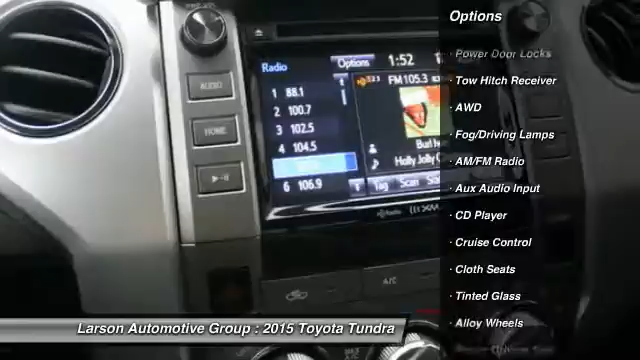 Options
· Power Door Locks
· Tow Hitch Receiver
· AWD
· Fog/Driving Lamps
· AM/FM Radio
· Aux Audio Input
· CD Player
· Cruise Control
· Cloth Seats
· Tinted Glass
· Alloy Wheels
Radio
Options
1:52
1 88.1
2 100.7
3 102.5
4 104.5
6 106.9
FM 105.3
Holly Jolly
Tag
Scan
AUDIO
HOME
A/C
Larson Automotive Group : 2015 Toyota Tundra